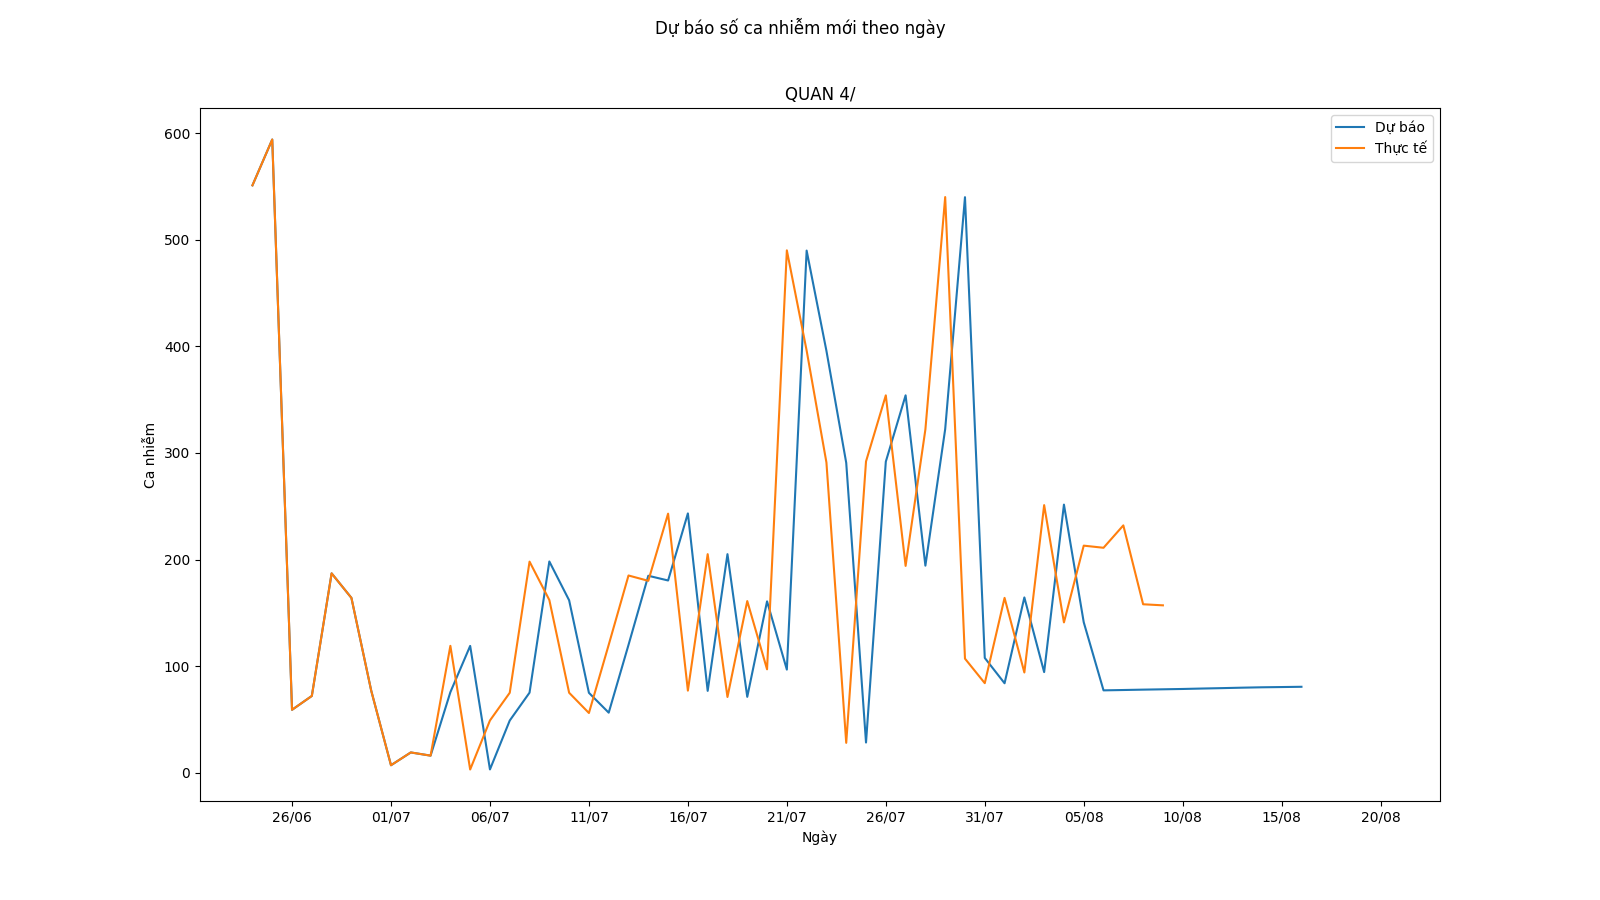 Dự báo số ca nhiễm mới theo ngày
QUAN 4/
Dự báo
Thực tế
600
500
400
300
200
100
0
Ca nhiễm
26/06 01/07 06/07 11/07 16/07 21/07 26/07 31/07 05/08 10/08 15/08 20/08
Ngày